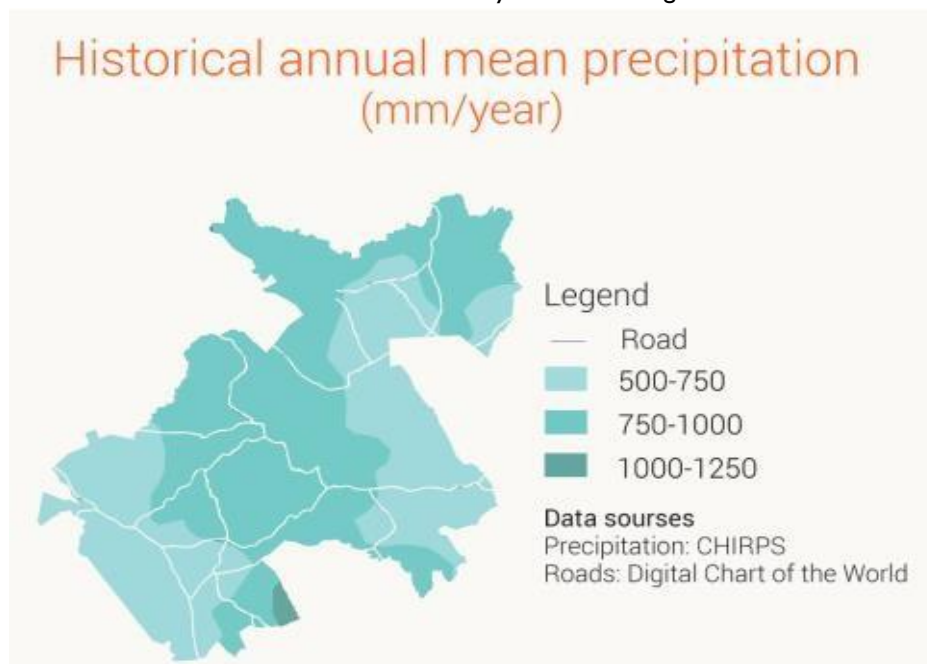 Historical annual mean precipitation
(mm/year)
Legend
Road
500-750
750-1000
1000-1250
Data sourses
Precipitation: CHIRPS
Roads: Digital Chart of the World